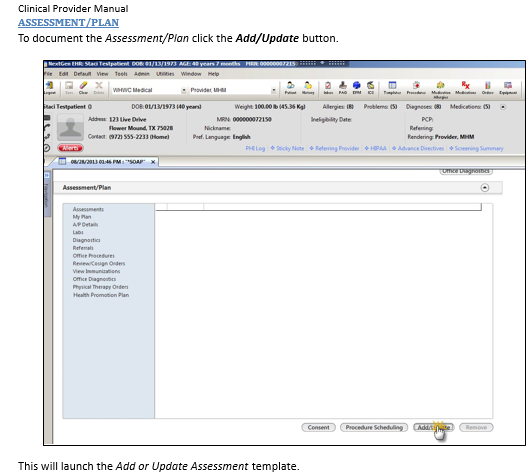 Clinical Provider Manual
ASSESSMENT/PLAN
To document the Assessment/Plan click the Add/Update button.
NextGen EHR: Staci Testpatient DOB: 01/13/1973 AGE: 40 years 7 months MRN: 000000072215
File Edit Default View Tools Admin Utilities Window Help
Logout Save Clear Delete WHWC Medical Provider, MHM Patient History Inbox PAQ EPM ICS Templates Procedures Medications Orders Equipment
Allergies
Staci Testpatient () DOB: 01/13/1973 (40 years) Weight: 100.00 lb (45.36 Kg) Allergies: (8) Problems: (5) Diagnoses: (8) Medications: (5)
Address: 123 Live Drive MRN: 000000072150 Ineligibility Date: PCP:
Flower Mound, TX 75028 Nickname: Referring:
Contact: (972) 555-2233 (Home) Pref. Language: English Rendering: Provider, MHM
Alerts PHI Log Sticky Note Referring Provider HIPAA Advance Directives Screening Summary
08/28/2013 01:46 PM : "*SOAP" x
Office Diagnostics
Navigation
Assessment/Plan
Assessments
My Plan
A/P Details
Labs
Diagnostics
Referrals
Office Procedures
Review/Cosign Orders
View Immunizations
Office Diagnostics
Physical Therapy Orders
Health Promotion Plan
Consent Procedure Scheduling Add/Update Remove
This will launch the Add or Update Assessment template.